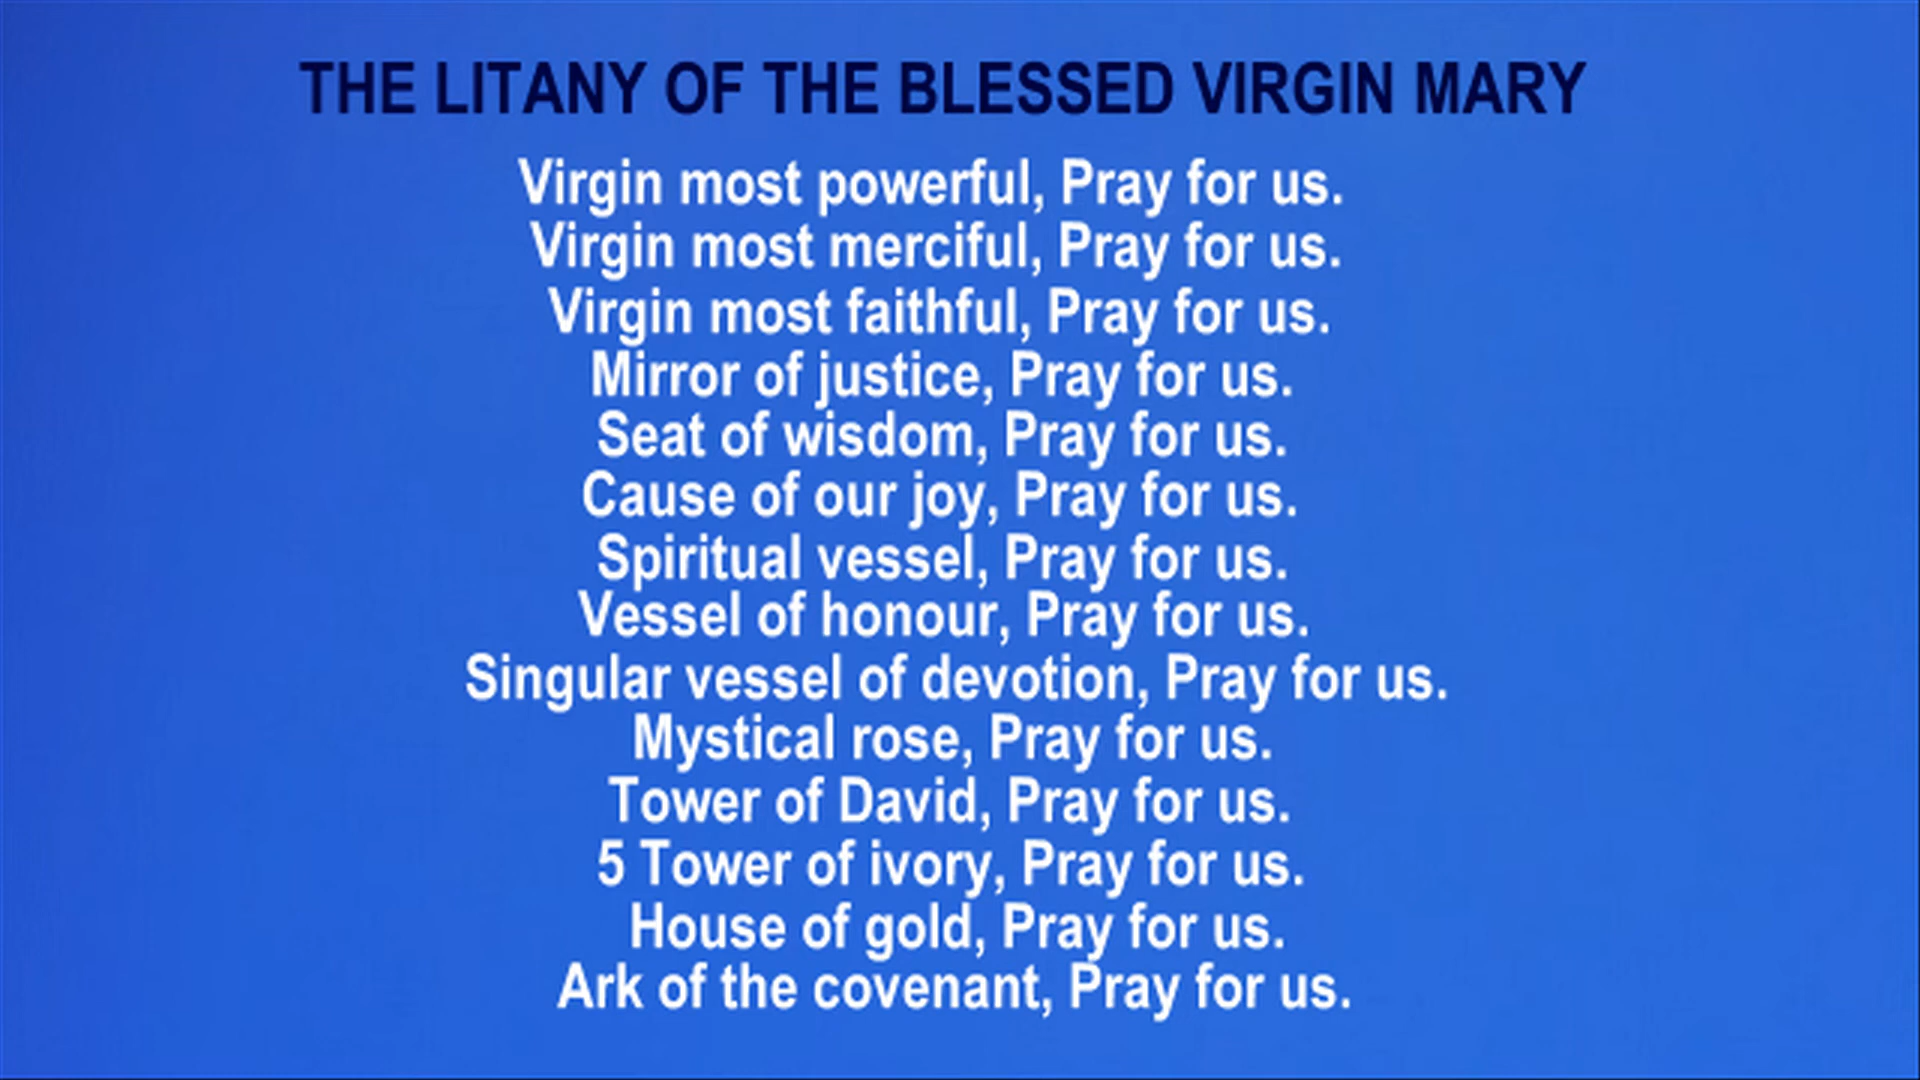 THE LITANY OF THE BLESSED VIRGIN MARY
Virgin most powerful, Pray for us.
Virgin most merciful, Pray for us.
Virgin most faithful, Pray for us.
Mirror of justice, Pray for us.
Seat of wisdom, Pray for us.
Cause of our joy, Pray for us.
Spiritual vessel, Pray for us.
Vessel of honour, Pray for us.
Singular vessel of devotion, Pray for us.
Mystical rose, Pray for us.
Tower of David, Pray for us.
5 Tower of ivory, Pray for us.
House of gold, Pray for us.
Ark of the covenant, Pray for us.